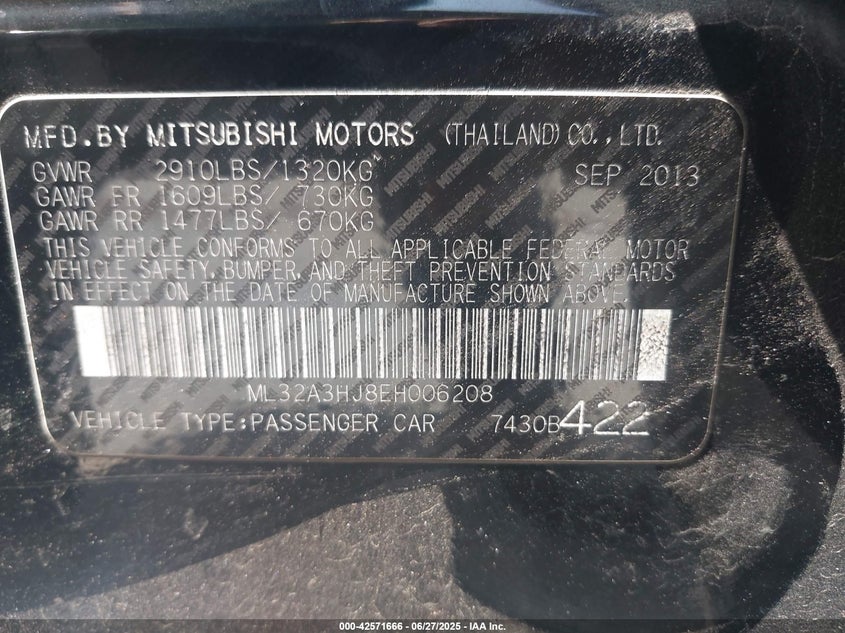 MFD.BY MITSUBISHI MOTORS (THAILAND)CO.,LTD.
GVWR 2910LBS/1320KG SEP 2013
GAWR FR 1609LBS/ 730KG
GAWR RR 1477LBS/ 670KG
THIS VEHICLE CONFORMS TO ALL APPLICABLE FEDERAL MOTOR
VEHICLE SAFETY,BUMPER,AND THEFT PREVENTION STANDARDS
IN EFFECT ON THE DATE OF MANUFACTURE SHOWN ABOVE.
ML32A3HJ8EH006208
VEHICLE TYPE:PASSENGER CAR 7430B422
000-42571666 - 06/27/2025 - IAA Inc.